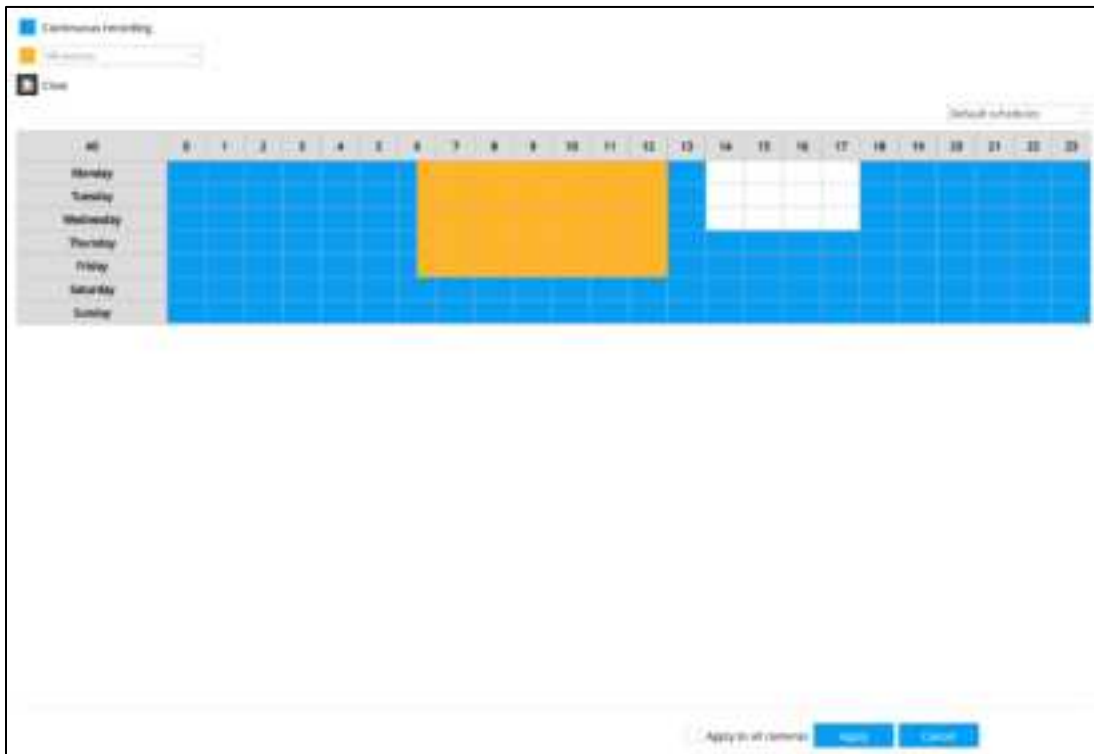 Continuous recording
Clear
Default schedules
All 0 1 2 3 4 5 6 7 8 9 10 11 12 13 14 15 16 17 18 19 20 21 22 23
Monday
Tuesday
Wednesday
Thursday
Friday
Saturday
Sunday
Apply to all cameras Apply Cancel